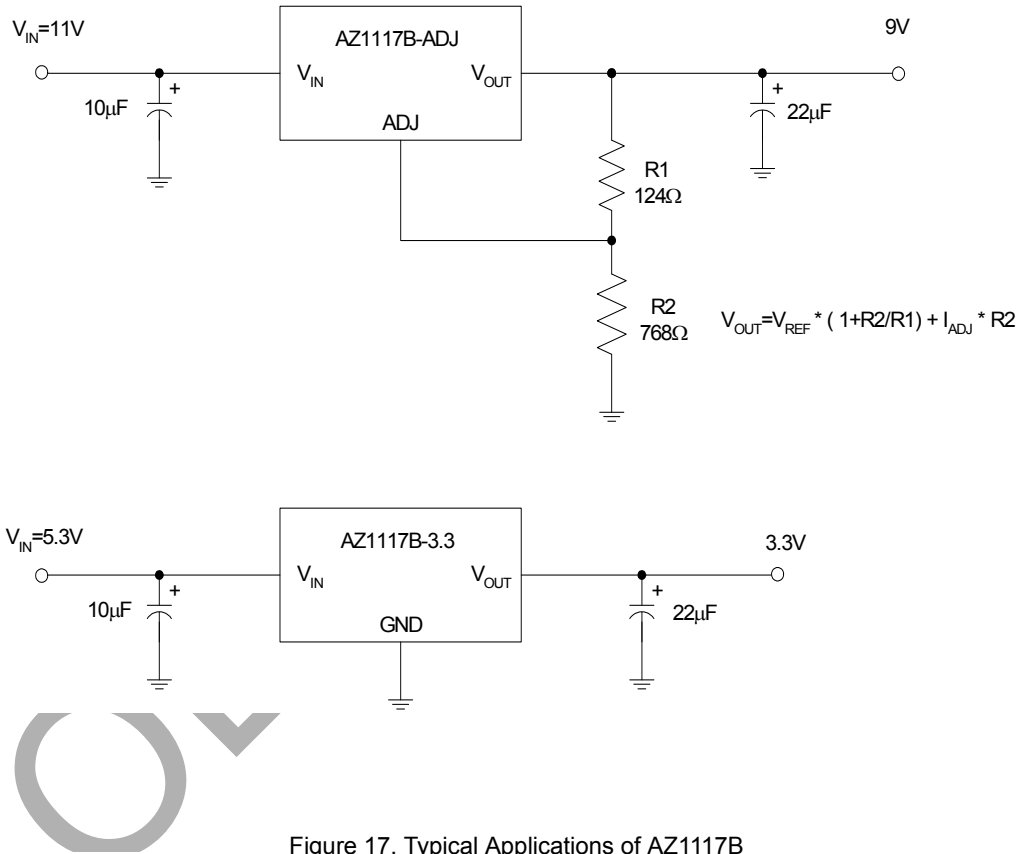 V_IN=11V
9V
AZ1117B-ADJ
V_IN
V_OUT
+
+
10μF
22μF
ADJ
R1
124Ω
R2
768Ω
V_OUT=V_REF * ( 1+R2/R1) + I_ADJ * R2
V_IN=5.3V
3.3V
AZ1117B-3.3
V_IN
V_OUT
+
+
10μF
22μF
GND
Figure 17. Typical Applications of AZ1117B